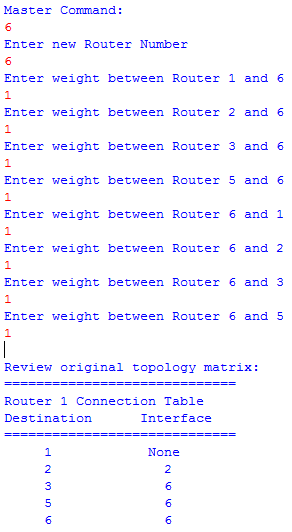 Master Command:
6
Enter new Router Number
6
Enter weight between Router 1 and 6
1
Enter weight between Router 2 and 6
1
Enter weight between Router 3 and 6
1
Enter weight between Router 5 and 6
1
Enter weight between Router 6 and 1
1
Enter weight between Router 6 and 2
1
Enter weight between Router 6 and 3
1
Enter weight between Router 6 and 5
1
Review original topology matrix:
=============================
Router 1 Connection Table
Destination Interface
=============================
1 None
2 2
3 6
5 6
6 6